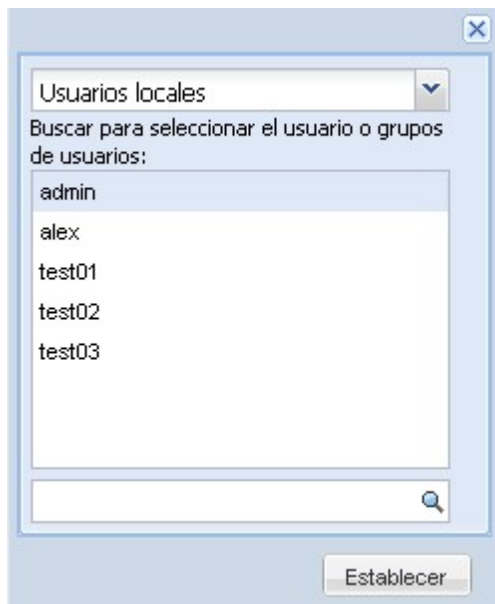 Usuarios locales
Buscar para seleccionar el usuario o grupos
de usuarios:
admin
alex
test01
test02
test03
Establecer